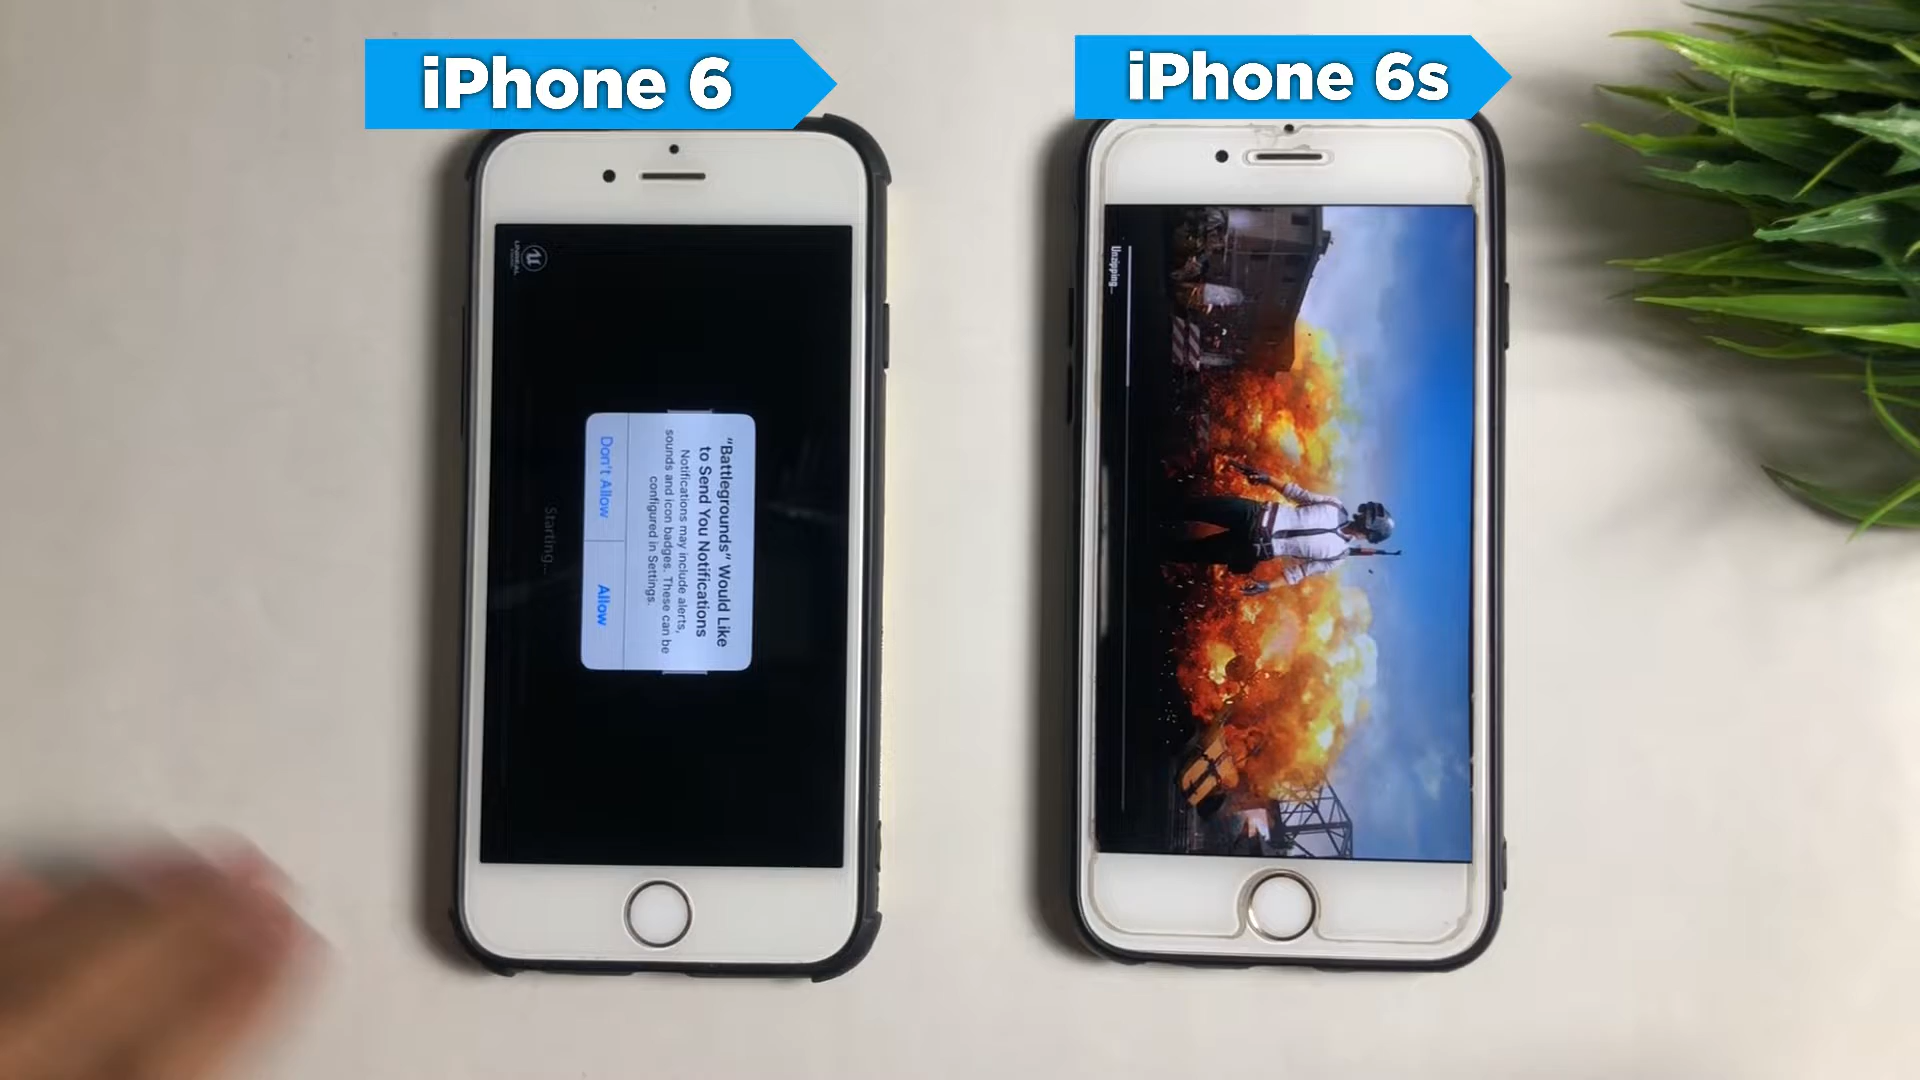 iPhone 6
iPhone 6s
UNREAL
"Battlegrounds" Would Like
to Send You Notifications
Notifications may include alerts,
sounds and icon badges. These can be
configured in Settings.
Don't Allow
Allow
Starting...
Unzipping...